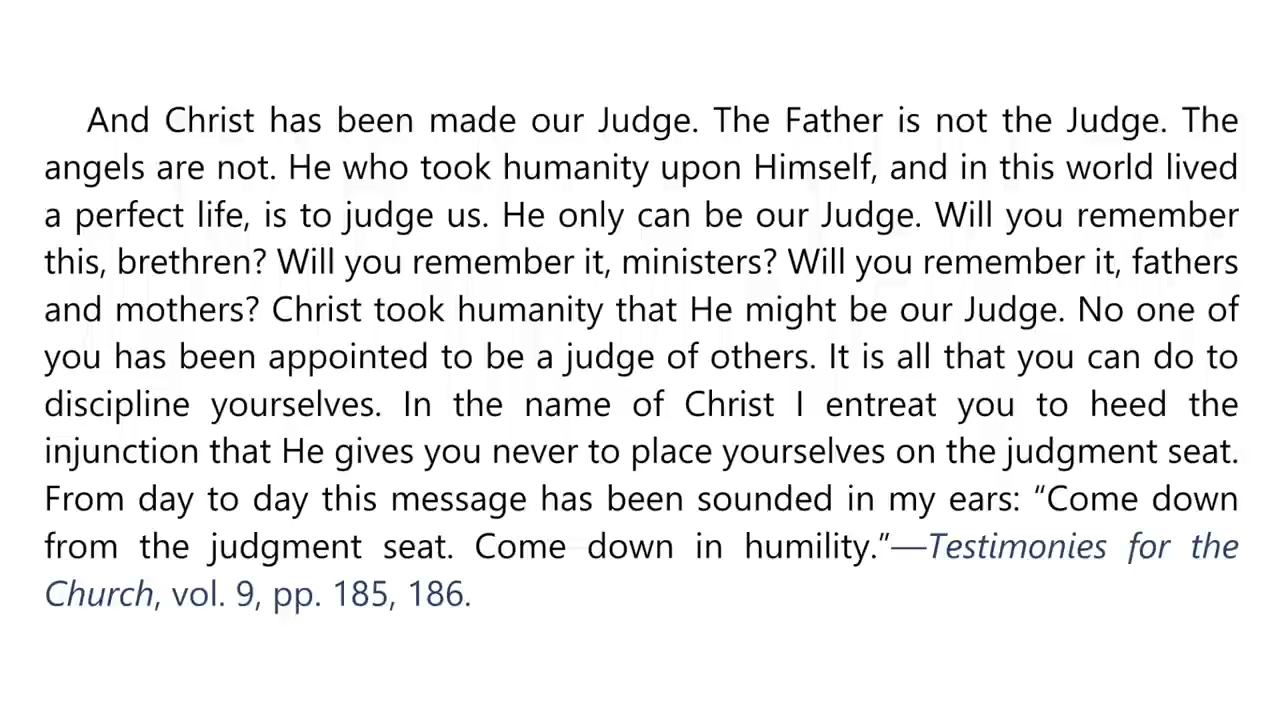 And Christ has been made our Judge. The Father is not the Judge. The
angels are not. He who took humanity upon Himself, and in this world lived
a perfect life, is to judge us. He only can be our Judge. Will you remember
this, brethren? Will you remember it, ministers? Will you remember it, fathers
and mothers? Christ took humanity that He might be our Judge. No one of
you has been appointed to be a judge of others. It is all that you can do to
discipline yourselves. In the name of Christ I entreat you to heed the
injunction that He gives you never to place yourselves on the judgment seat.
From day to day this message has been sounded in my ears: “Come down
from the judgment seat. Come down in humility.”—Testimonies for the
Church, vol. 9, pp. 185, 186.